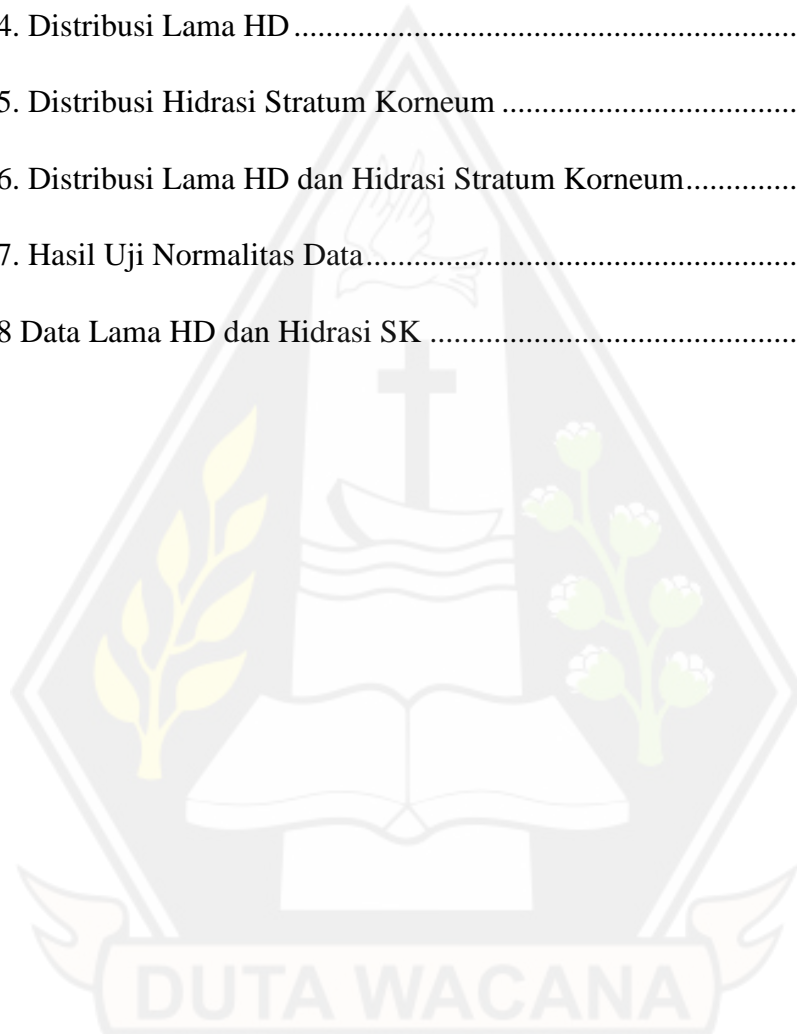 4. Distribusi Lama HD ...............................................................
5. Distribusi Hidrasi Stratum Korneum .....................................
6. Distribusi Lama HD dan Hidrasi Stratum Korneum..............
7. Hasil Uji Normalitas Data......................................................
8 Data Lama HD dan Hidrasi SK ..............................................
DUTA WACANA